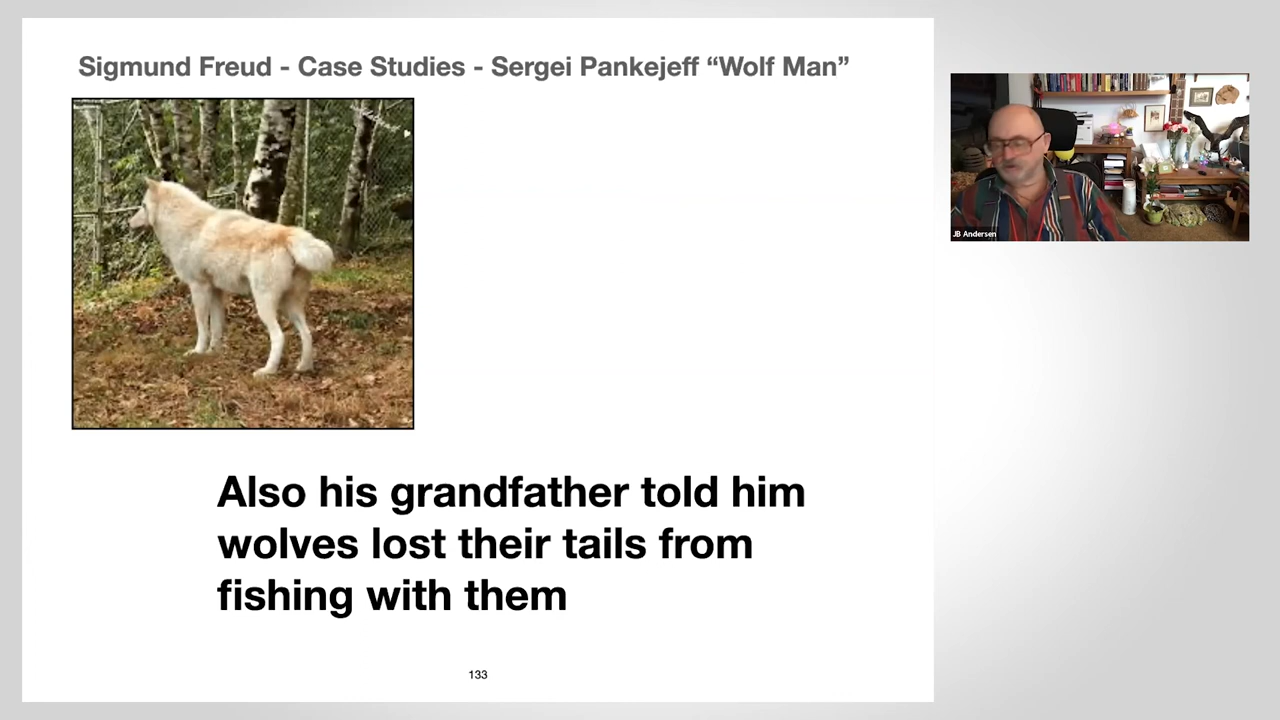 Sigmund Freud - Case Studies - Sergei Pankejeff “Wolf Man”
JB Andersen
Also his grandfather told him
wolves lost their tails from
fishing with them
133